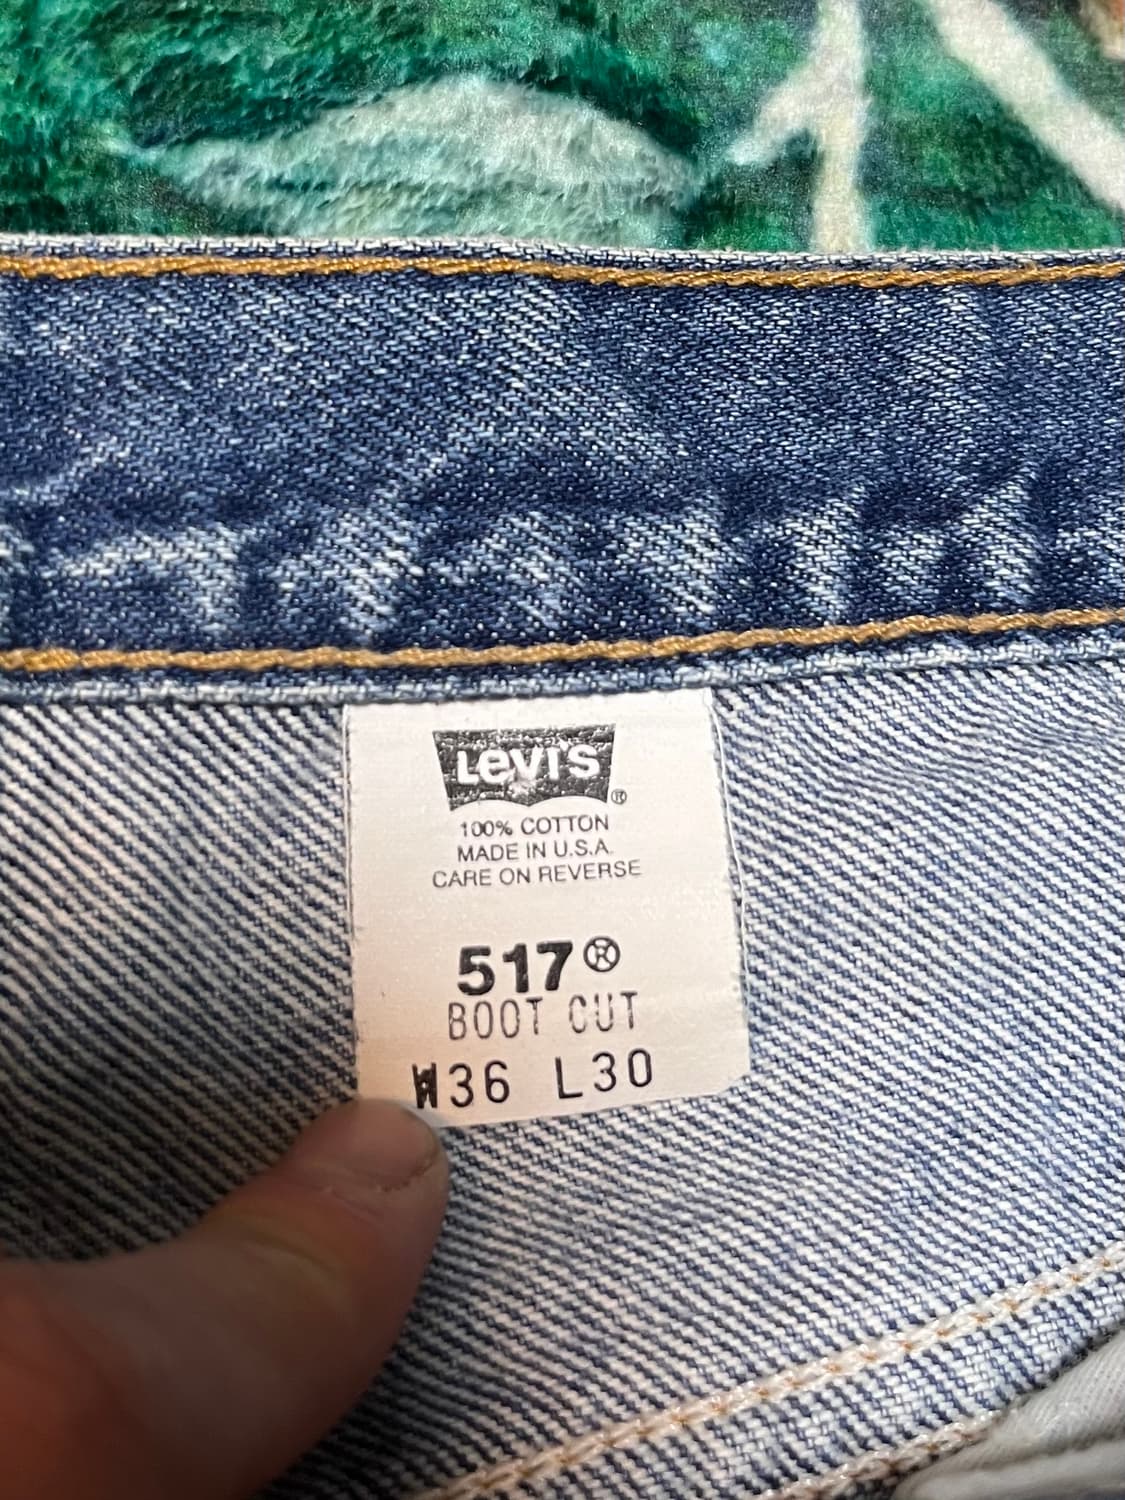 LEVI'S ®
100% COTTON
MADE IN U.S.A.
CARE ON REVERSE
517®
BOOT CUT
W36 L30